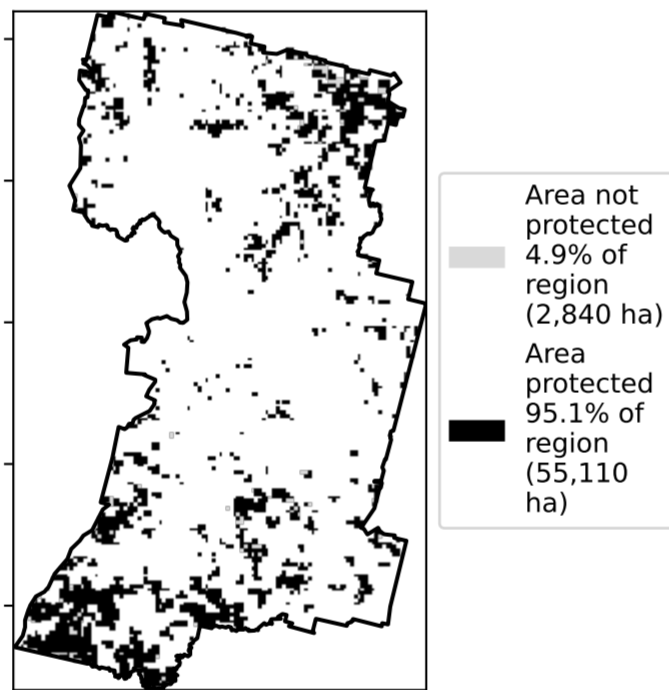 Area not
protected
4.9% of
region
(2,840 ha)
Area
protected
95.1% of
region
(55,110
ha)